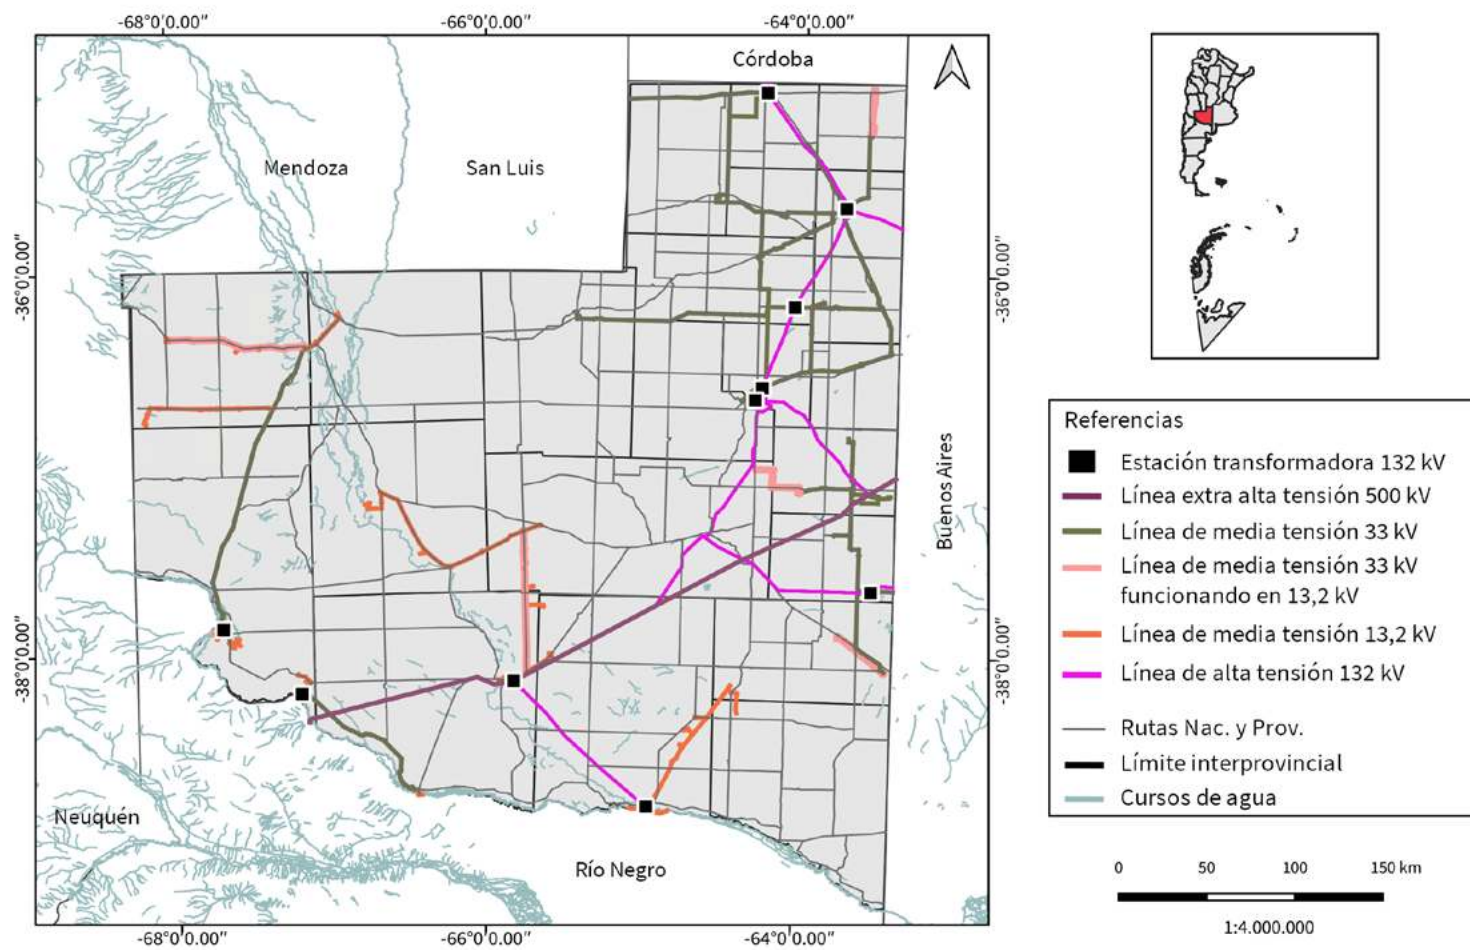 -68°0'0.00"
-66°0'0.00"
-64°0'0.00"
Córdoba
Mendoza
San Luis
-36°0'0.00"
-36°0'0.00"
Buenos Aires
-38°0'0.00"
-38°0'0.00"
Neuquén
Río Negro
-68°0'0.00"
-66°0'0.00"
-64°0'0.00"
Referencias
Estación transformadora 132 kV
Línea extra alta tensión 500 kV
Línea de media tensión 33 kV
Línea de media tensión 33 kV
funcionando en 13,2 kV
Línea de media tensión 13,2 kV
Línea de alta tensión 132 kV
Rutas Nac. y Prov.
Límite interprovincial
Cursos de agua
0 50 100 150 km
1:4.000.000